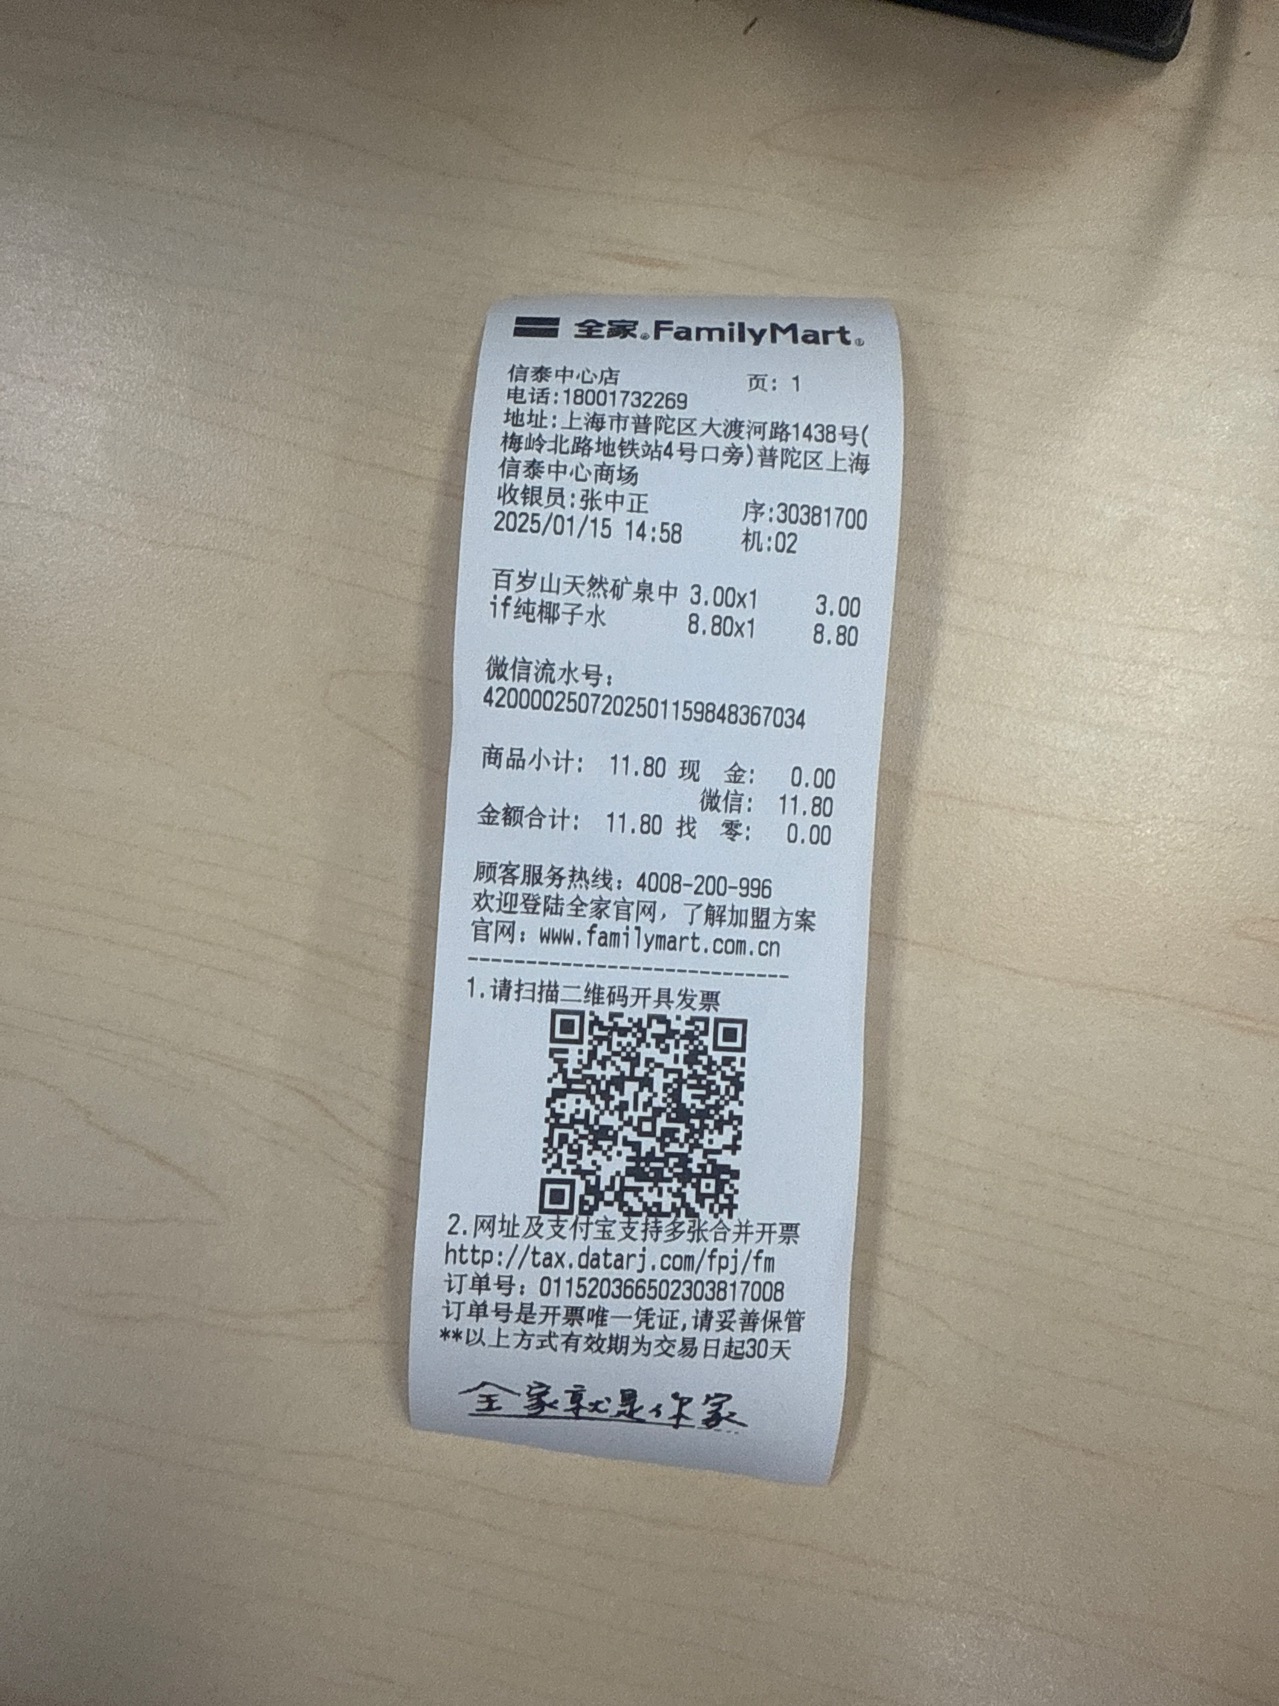 全家 FamilyMart
信泰中心店 页: 1
电话:18001732269
地址:上海市普陀区大渡河路1438号(
梅岭北路地铁站4号口旁)普陀区上海
信泰中心商场
收银员:张中正 序:30381700
2025/01/15 14:58 机:02
百岁山天然矿泉中 3.00x1 3.00
if纯椰子水 8.80x1 8.80
微信流水号:
4200002507202501159848367034
商品小计: 11.80 现 金: 0.00
微信: 11.80
金额合计: 11.80 找 零: 0.00
顾客服务热线: 4008-200-996
欢迎登陆全家官网,了解加盟方案
官网: www.familymart.com.cn
----------------------------
1.请扫描二维码开具发票
2.网址及支付宝支持多张合并开票
http://tax.datarj.com/fpj/fm
订单号: 011520366502303817008
订单号是开票唯一凭证,请妥善保管
**以上方式有效期为交易日起30天
全家就是你家